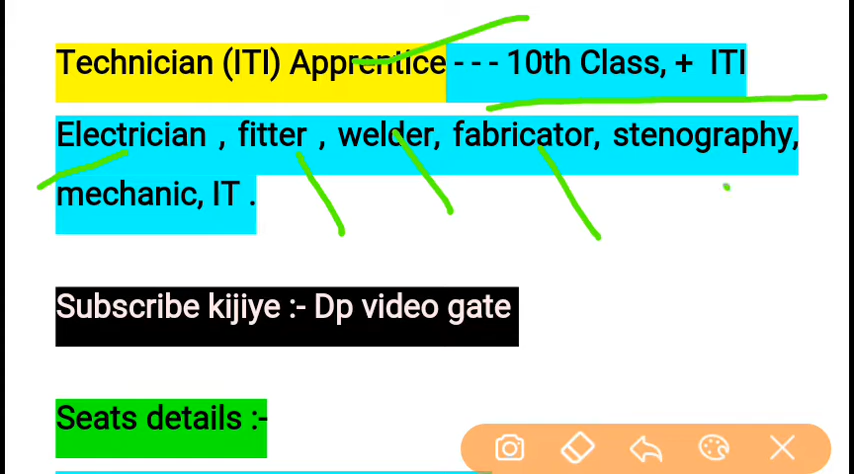 Technician (ITI) Apprentice - - - 10th Class, + ITI
Electrician , fitter , welder, fabricator, stenography,
mechanic, IT .
Subscribe kijiye :- Dp video gate
Seats details :-